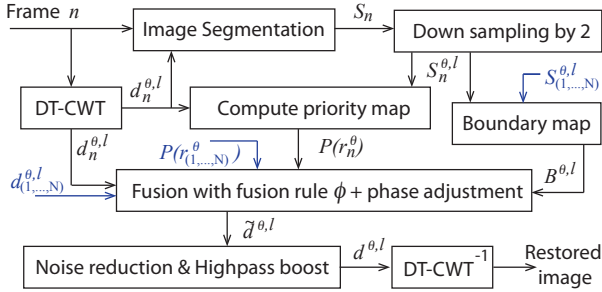 Frame n
Image Segmentation
S_n
Down sampling by 2
DT-CWT
d_n^{θ,l}
Compute priority map
S_n^{θ,l}
S_{(1,...,N)}^{θ,l}
Boundary map
d_n^{θ,l}
P(r_{(1,...,N)}^θ)
P(r_n^θ)
d_{(1,...,N)}^{θ,l}
Fusion with fusion rule ϕ + phase adjustment
B^{θ,l}
d̃^{θ,l}
Noise reduction & Highpass boost
d^{θ,l}
DT-CWT^{-1}
Restored
image